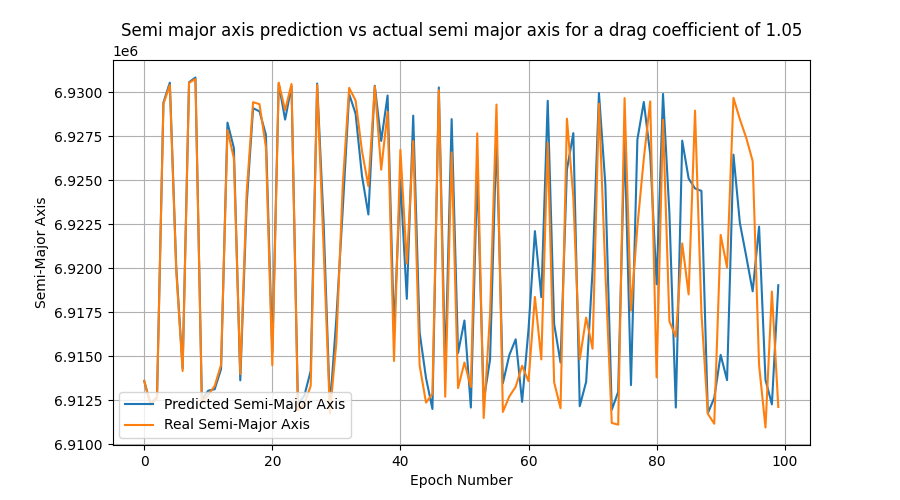 Semi major axis prediction vs actual semi major axis for a drag coefficient of 1.05
1e6
6.9300
6.9275
6.9250
6.9225
6.9200
6.9175
6.9150
6.9125
6.9100
Semi-Major Axis
Predicted Semi-Major Axis
Real Semi-Major Axis
0 20 40 60 80 100
Epoch Number